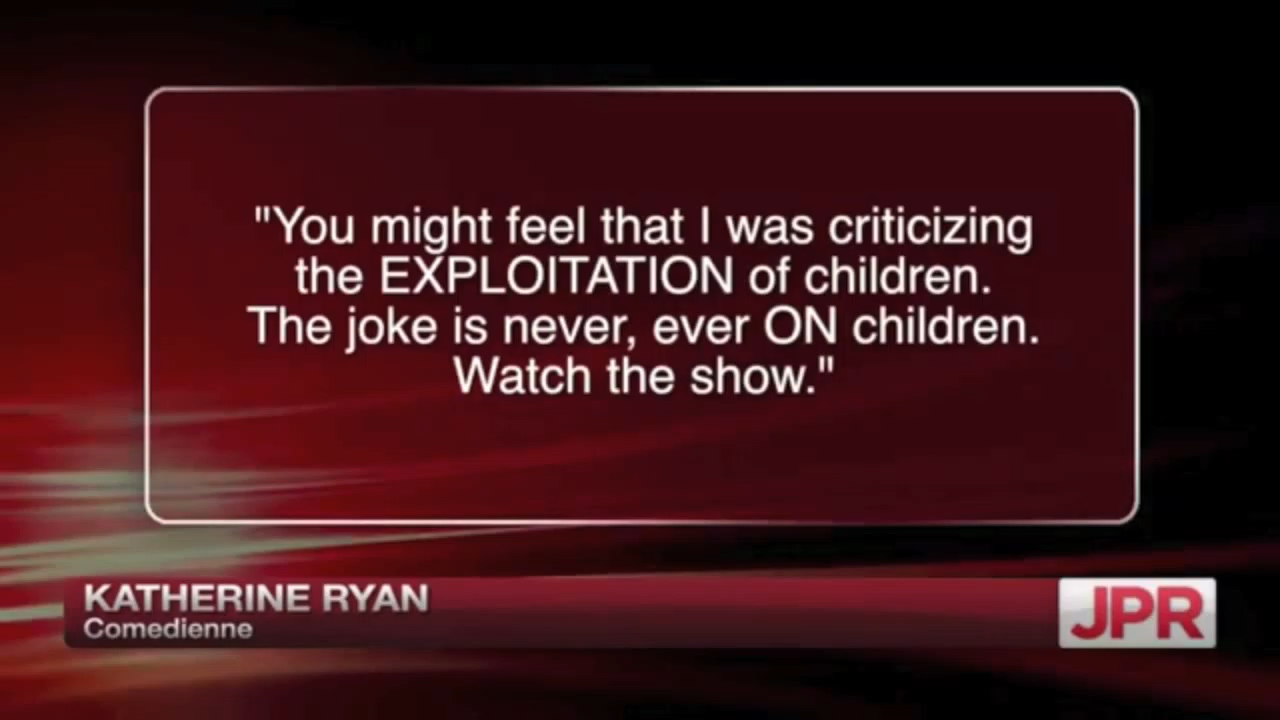 "You might feel that I was criticizing
the EXPLOITATION of children.
The joke is never, ever ON children.
Watch the show."
KATHERINE RYAN
Comedienne
JPR